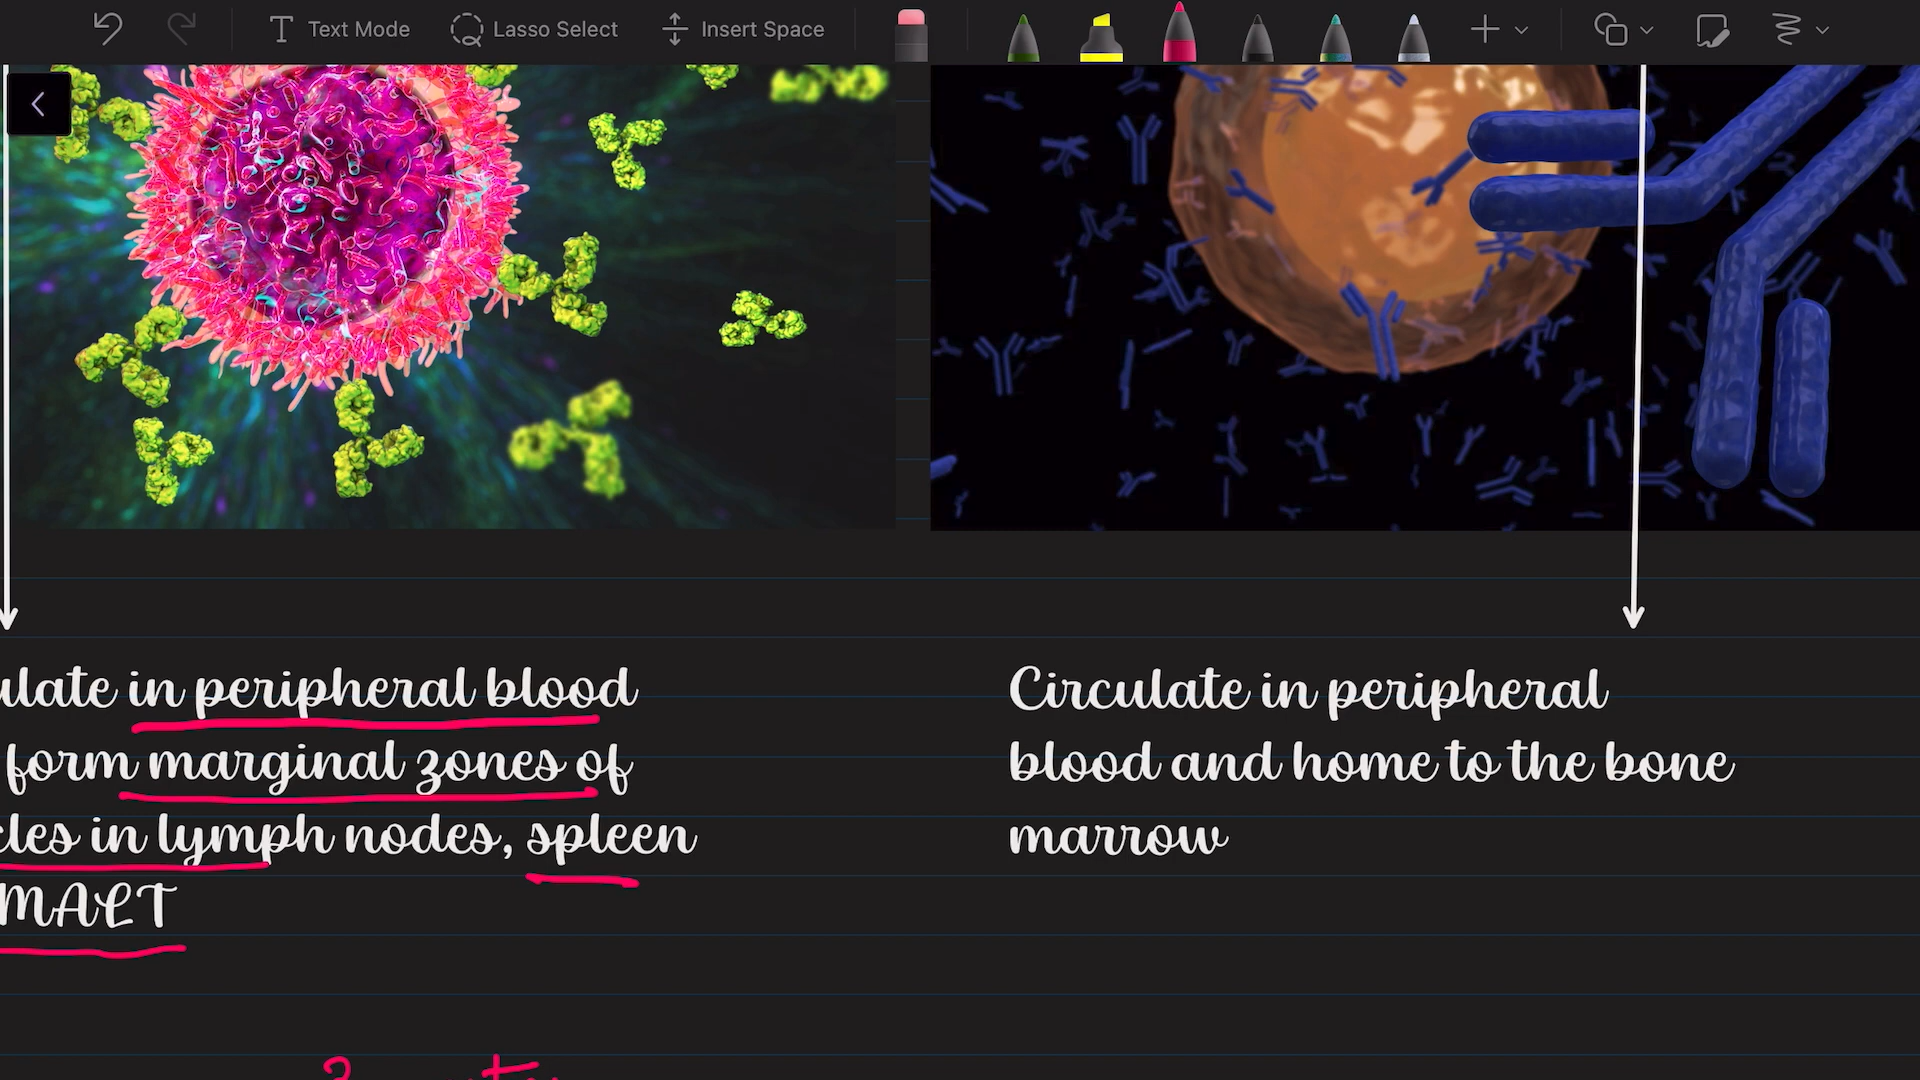 Text Mode
Lasso Select
Insert Space
ulate in peripheral blood
form marginal zones of
cles in lymph nodes, spleen
MALT
Circulate in peripheral
blood and home to the bone
marrow